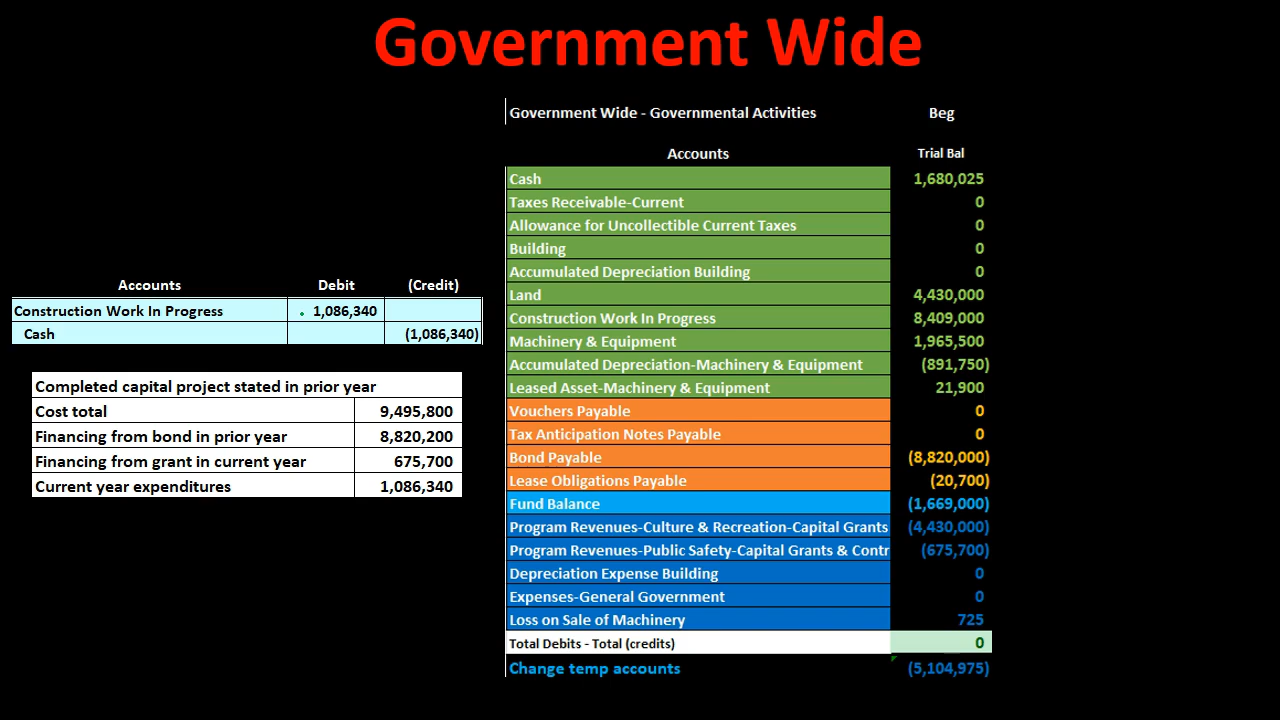 Government Wide
Accounts Debit (Credit)
Construction Work In Progress 1,086,340
Cash (1,086,340)
Completed capital project stated in prior year
Cost total 9,495,800
Financing from bond in prior year 8,820,200
Financing from grant in current year 675,700
Current year expenditures 1,086,340
Government Wide - Governmental Activities Beg
Accounts Trial Bal
Cash 1,680,025
Taxes Receivable-Current 0
Allowance for Uncollectible Current Taxes 0
Building 0
Accumulated Depreciation Building 0
Land 4,430,000
Construction Work In Progress 8,409,000
Machinery & Equipment 1,965,500
Accumulated Depreciation-Machinery & Equipment (891,750)
Leased Asset-Machinery & Equipment 21,900
Vouchers Payable 0
Tax Anticipation Notes Payable 0
Bond Payable (8,820,000)
Lease Obligations Payable (20,700)
Fund Balance (1,669,000)
Program Revenues-Culture & Recreation-Capital Grants (4,430,000)
Program Revenues-Public Safety-Capital Grants & Contr (675,700)
Depreciation Expense Building 0
Expenses-General Government 0
Loss on Sale of Machinery 725
Total Debits - Total (credits) 0
Change temp accounts (5,104,975)